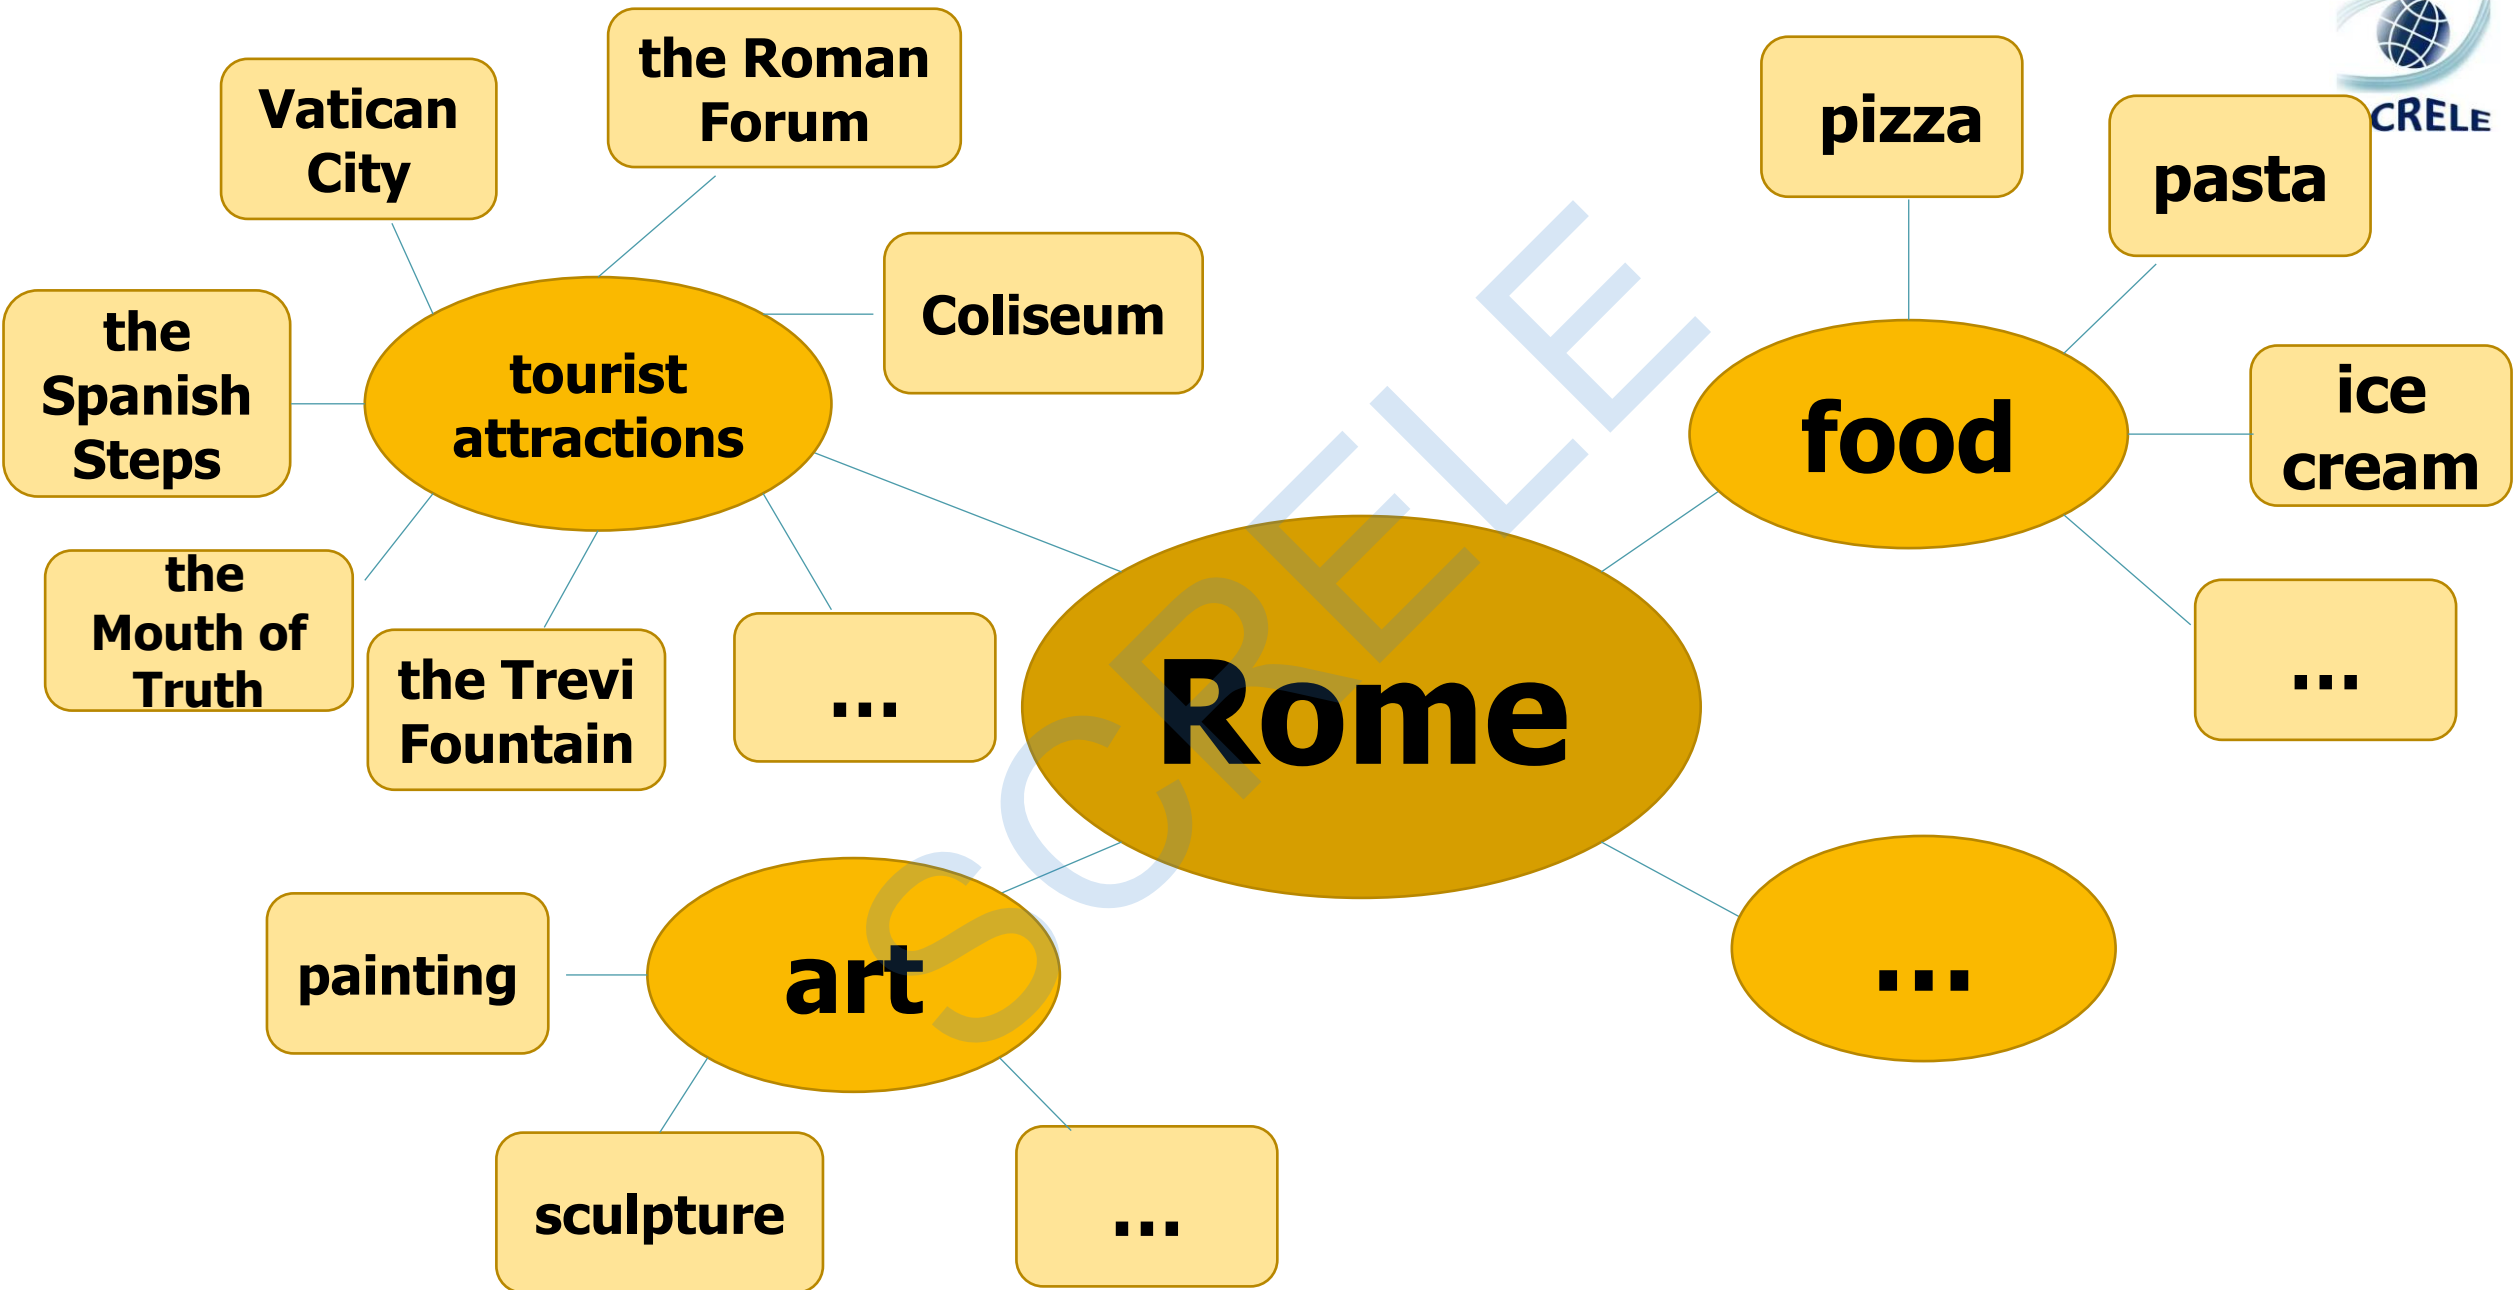 the Roman
Forum
Vatican
City
pizza
CRELE
pasta
Coliseum
the
Spanish
Steps
tourist
attractions
food
ice
cream
the
Mouth of
Truth
the Trevi
Fountain
...
...
Rome
SCRELE
painting
art
...
sculpture
...